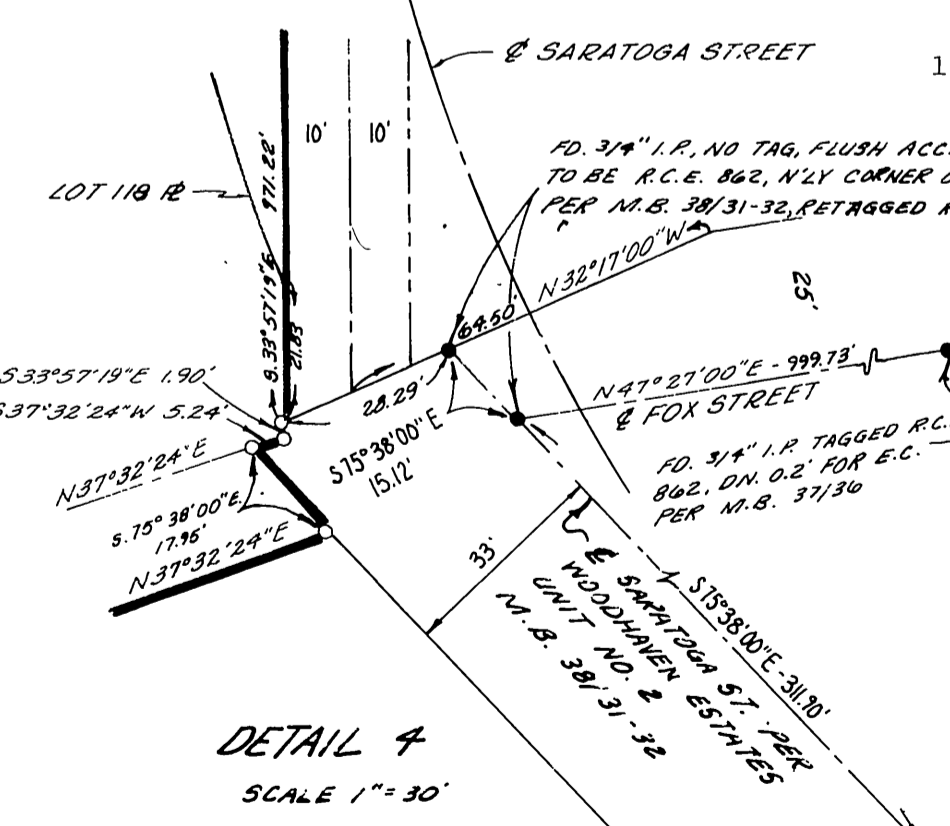 ℄ SARATOGA STREET
1
10'
10'
971.22'
LOT 118 ℄
FD. 3/4" I.P., NO TAG, FLUSH ACC.
TO BE R.C.E. 862, N'LY CORNER
PER M.B. 38/31-32, RETAGGED
N 32°17'00" W
64.50'
25'
S.33°57'19"E
21.83
S33°57'19"E 1.90'
S37°32'24"W 5.24'
28.29'
N47°27'00"E - 999.73'
℄ FOX STREET
S75°38'00"E
15.12'
N37°32'24"E
FD. 3/4" I.P. TAGGED R.C.
862, DN. 0.2' FOR E.C.
PER M.B. 37/36
S.75°38'00"E.
17.95'
N37°32'24"E
33'
℄ SARATOGA ST. PER
WOODHAVEN ESTATES
UNIT NO. 2
M.B. 38/31-32
S75°38'00"E - 311.90'
DETAIL 4
SCALE 1" = 30'